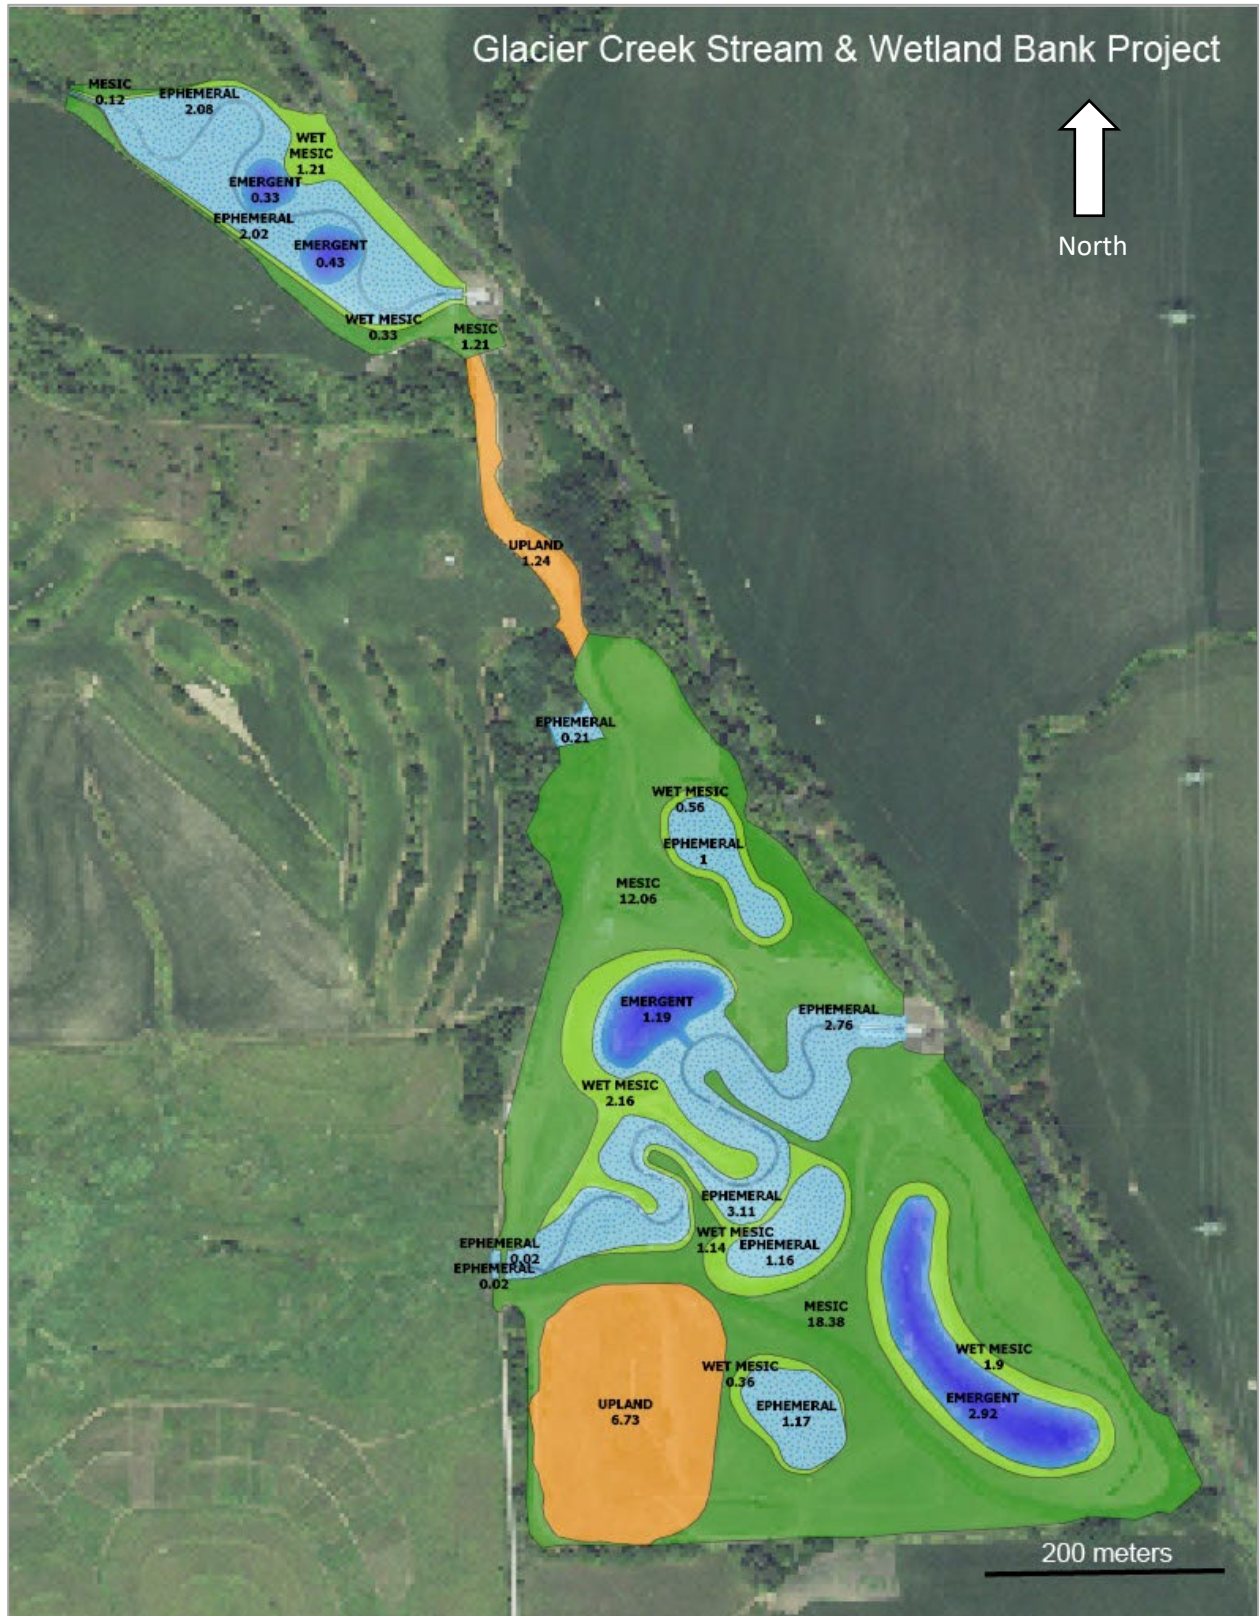 Glacier Creek Stream & Wetland Bank Project
North
MESIC
0.12
EPHEMERAL
2.08
WET
MESIC
1.21
EMERGENT
0.33
EPHEMERAL
2.02
EMERGENT
0.43
WET MESIC
0.33
MESIC
1.21
UPLAND
1.24
EPHEMERAL
0.21
WET MESIC
0.56
EPHEMERAL
1
MESIC
12.06
EMERGENT
1.19
EPHEMERAL
2.76
WET MESIC
2.16
EPHEMERAL
3.11
WET MESIC
1.14
EPHEMERAL
1.16
EPHEMERAL
0.02
EPHEMERAL
0.02
MESIC
18.38
WET MESIC
1.9
EMERGENT
2.92
WET MESIC
0.36
EPHEMERAL
1.17
UPLAND
6.73
200 meters